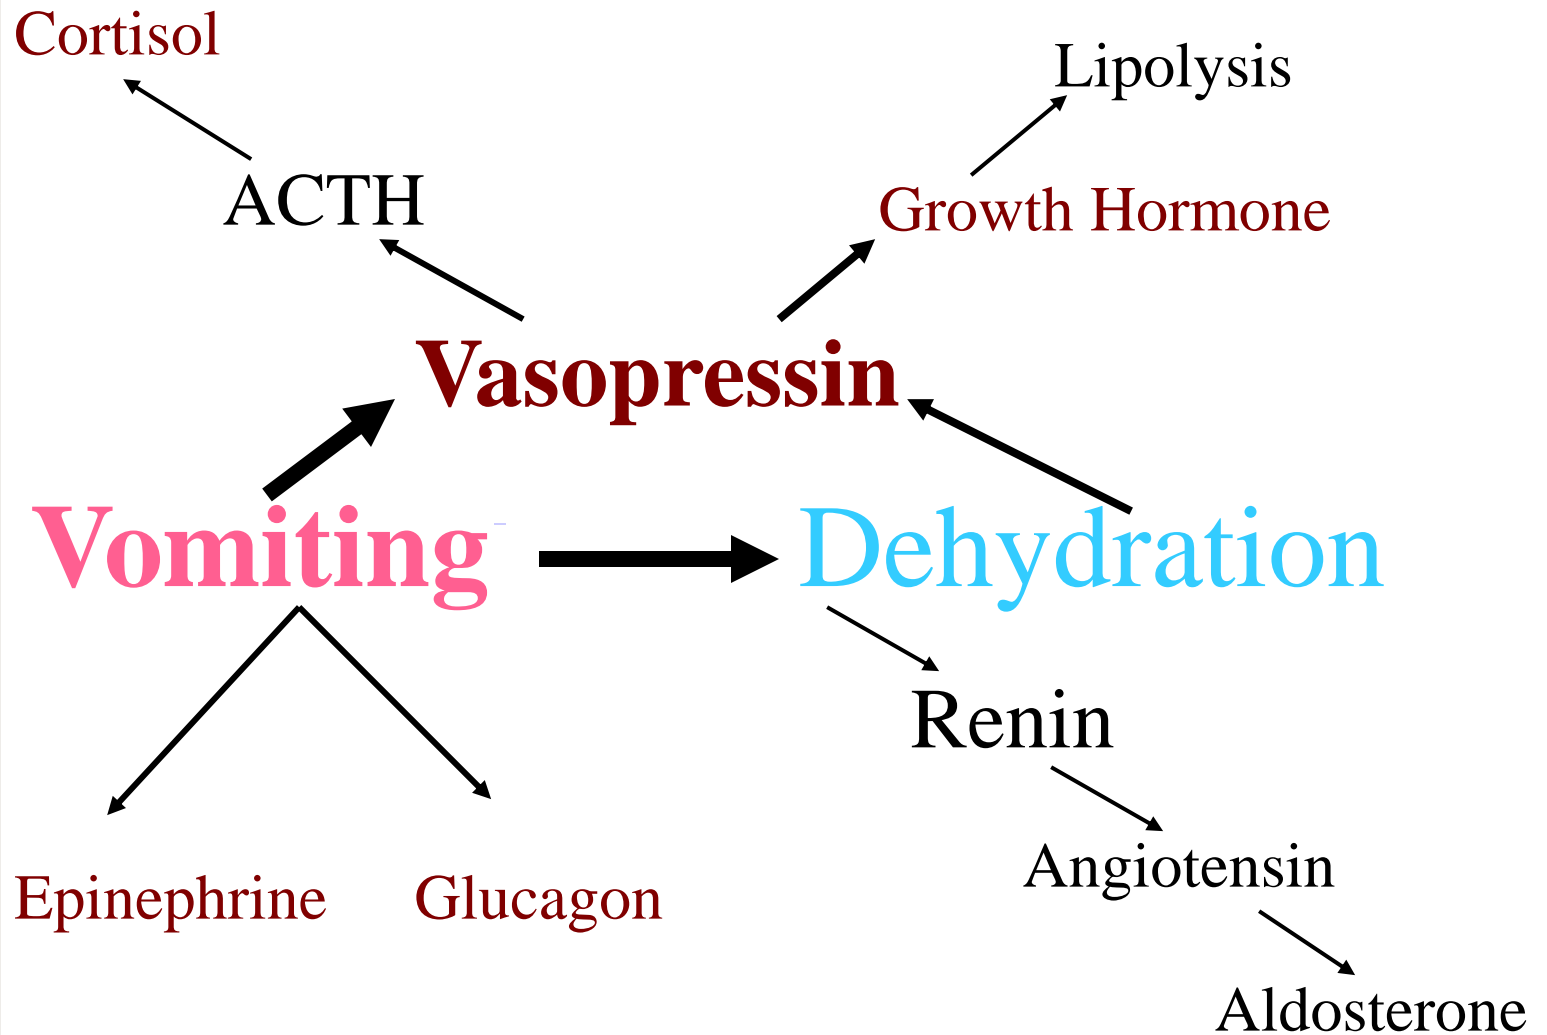 Cortisol
Lipolysis
ACTH
Growth Hormone
Vasopressin
Vomiting
Dehydration
Renin
Angiotensin
Epinephrine
Glucagon
Aldosterone